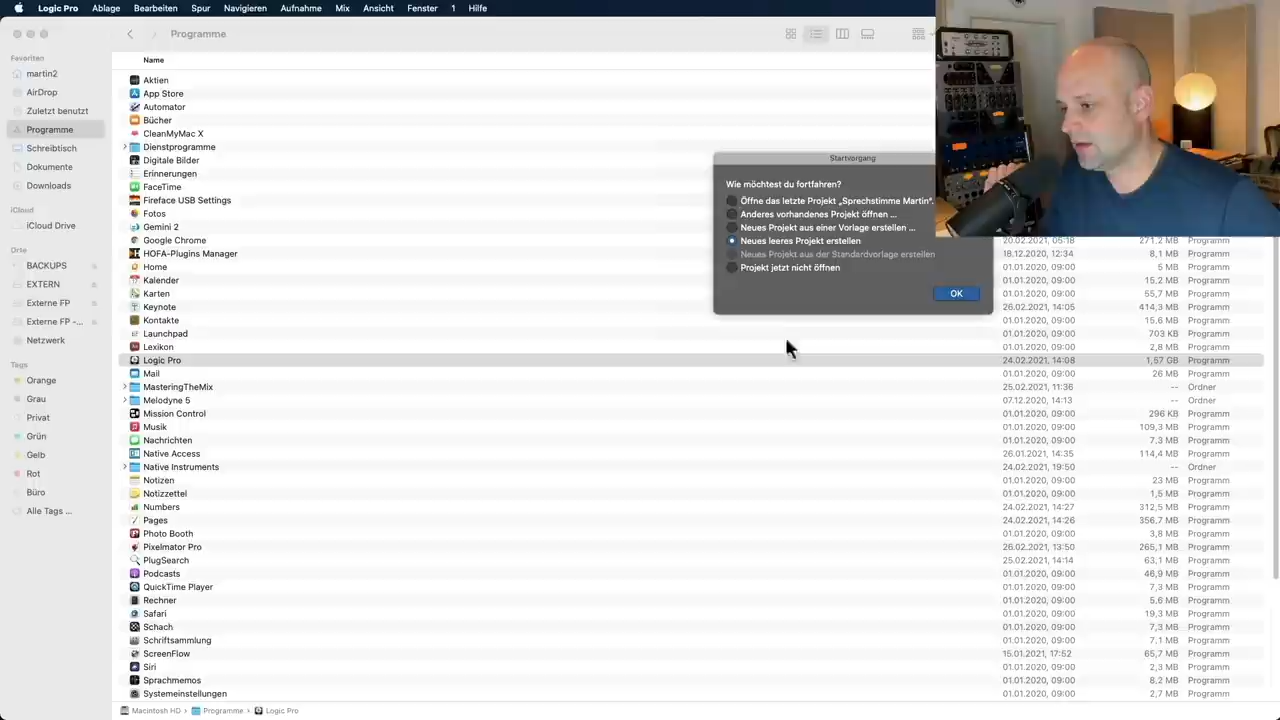 Logic Pro Ablage Bearbeiten Spur Navigieren Aufnahme Mix Ansicht Fenster 1 Hilfe
Programme
Favoriten
martin2
AirDrop
Zuletzt benutzt
Programme
Schreibtisch
Dokumente
Downloads
iCloud
iCloud Drive
Orte
BACKUPS
EXTERN
Externe FP
Externe FP -...
Netzwerk
Tags
Orange
Grau
Privat
Grün
Gelb
Rot
Büro
Alle Tags ...
Name
Aktien
App Store
Automator
Bücher
CleanMyMac X
Dienstprogramme
Digitale Bilder
Erinnerungen
FaceTime
Fireface USB Settings
Fotos
Gemini 2
Google Chrome 20.02.2021, 05:18 271,2 MB Programm
HOFA-Plugins Manager 18.12.2020, 12:34 8,1 MB Programm
Home 01.01.2020, 09:00 5 MB Programm
Kalender 01.01.2020, 09:00 15,2 MB Programm
Karten 01.01.2020, 09:00 55,7 MB Programm
Keynote 26.02.2021, 14:05 414,3 MB Programm
Kontakte 01.01.2020, 09:00 15,6 MB Programm
Launchpad 01.01.2020, 09:00 703 KB Programm
Lexikon 01.01.2020, 09:00 2,8 MB Programm
Logic Pro 24.02.2021, 14:08 1,57 GB Programm
Mail 01.01.2020, 09:00 26 MB Programm
MasteringTheMix 25.02.2021, 11:36 -- Ordner
Melodyne 5 07.12.2020, 14:13 -- Ordner
Mission Control 01.01.2020, 09:00 296 KB Programm
Musik 01.01.2020, 09:00 109,3 MB Programm
Nachrichten 01.01.2020, 09:00 7,3 MB Programm
Native Access 26.01.2021, 14:35 114,4 MB Programm
Native Instruments 24.02.2021, 19:50 -- Ordner
Notizen 01.01.2020, 09:00 23 MB Programm
Notizzettel 01.01.2020, 09:00 1,5 MB Programm
Numbers 24.02.2021, 14:27 312,5 MB Programm
Pages 24.02.2021, 14:26 356,7 MB Programm
Photo Booth 01.01.2020, 09:00 3,8 MB Programm
Pixelmator Pro 26.02.2021, 13:50 265,1 MB Programm
PlugSearch 25.02.2021, 14:14 63,1 MB Programm
Podcasts 01.01.2020, 09:00 46,9 MB Programm
QuickTime Player 01.01.2020, 09:00 7,3 MB Programm
Rechner 01.01.2020, 09:00 5,6 MB Programm
Safari 01.01.2020, 09:00 19,3 MB Programm
Schach 01.01.2020, 09:00 7,3 MB Programm
Schriftsammlung 01.01.2020, 09:00 7,1 MB Programm
ScreenFlow 15.01.2021, 17:52 65,7 MB Programm
Siri 01.01.2020, 09:00 2,3 MB Programm
Sprachmemos 01.01.2020, 09:00 8,2 MB Programm
Systemeinstellungen 01.01.2020, 09:00 2,7 MB Programm
Macintosh HD › Programme › Logic Pro
Startvorgang
Wie möchtest du fortfahren?
Öffne das letzte Projekt „Sprechstimme Martin“.
Anderes vorhandenes Projekt öffnen ...
Neues Projekt aus einer Vorlage erstellen ...
Neues leeres Projekt erstellen
Neues Projekt aus der Standardvorlage erstellen
Projekt jetzt nicht öffnen
OK